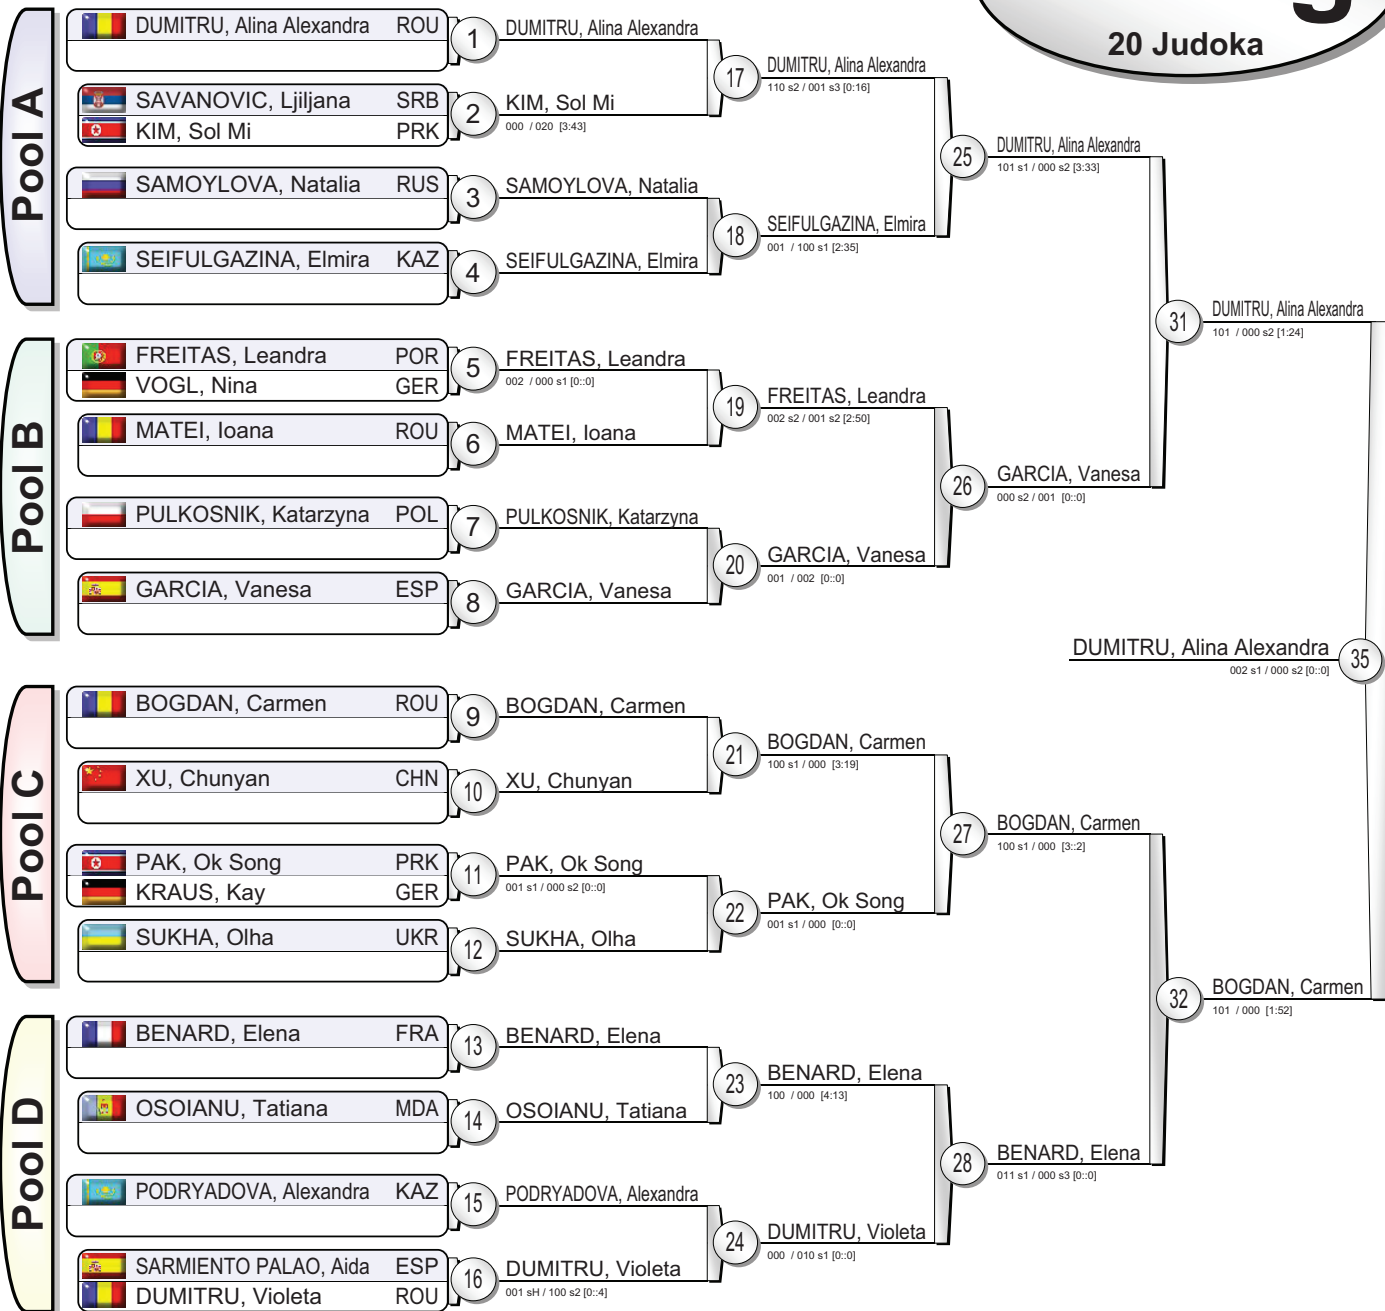 20 Judoka
Pool A
DUMITRU, Alina Alexandra ROU
1
DUMITRU, Alina Alexandra
SAVANOVIC, Ljiljana SRB
KIM, Sol Mi PRK
2
KIM, Sol Mi
000 / 020 [3:43]
17
DUMITRU, Alina Alexandra
110 s2 / 001 s3 [0:16]
SAMOYLOVA, Natalia RUS
3
SAMOYLOVA, Natalia
SEIFULGAZINA, Elmira KAZ
4
SEIFULGAZINA, Elmira
18
SEIFULGAZINA, Elmira
001 / 100 s1 [2:35]
25
DUMITRU, Alina Alexandra
101 s1 / 000 s2 [3:33]
Pool B
FREITAS, Leandra POR
VOGL, Nina GER
5
FREITAS, Leandra
002 / 000 s1 [0::0]
MATEI, Ioana ROU
6
MATEI, Ioana
19
FREITAS, Leandra
002 s2 / 001 s2 [2:50]
PULKOSNIK, Katarzyna POL
7
PULKOSNIK, Katarzyna
GARCIA, Vanesa ESP
8
GARCIA, Vanesa
20
GARCIA, Vanesa
001 / 002 [0::0]
26
GARCIA, Vanesa
000 s2 / 001 [0::0]
31
DUMITRU, Alina Alexandra
101 / 000 s2 [1:24]
DUMITRU, Alina Alexandra
002 s1 / 000 s2 [0::0]
35
Pool C
BOGDAN, Carmen ROU
9
BOGDAN, Carmen
XU, Chunyan CHN
10
XU, Chunyan
21
BOGDAN, Carmen
100 s1 / 000 [3:19]
PAK, Ok Song PRK
KRAUS, Kay GER
11
PAK, Ok Song
001 s1 / 000 s2 [0::0]
SUKHA, Olha UKR
12
SUKHA, Olha
22
PAK, Ok Song
001 s1 / 000 [0::0]
27
BOGDAN, Carmen
100 s1 / 000 [3::2]
Pool D
BENARD, Elena FRA
13
BENARD, Elena
OSOIANU, Tatiana MDA
14
OSOIANU, Tatiana
23
BENARD, Elena
100 / 000 [4:13]
PODRYADOVA, Alexandra KAZ
15
PODRYADOVA, Alexandra
SARMIENTO PALAO, Aida ESP
DUMITRU, Violeta ROU
16
DUMITRU, Violeta
001 sH / 100 s2 [0::4]
24
DUMITRU, Violeta
000 / 010 s1 [0::0]
28
BENARD, Elena
011 s1 / 000 s3 [0::0]
32
BOGDAN, Carmen
101 / 000 [1:52]